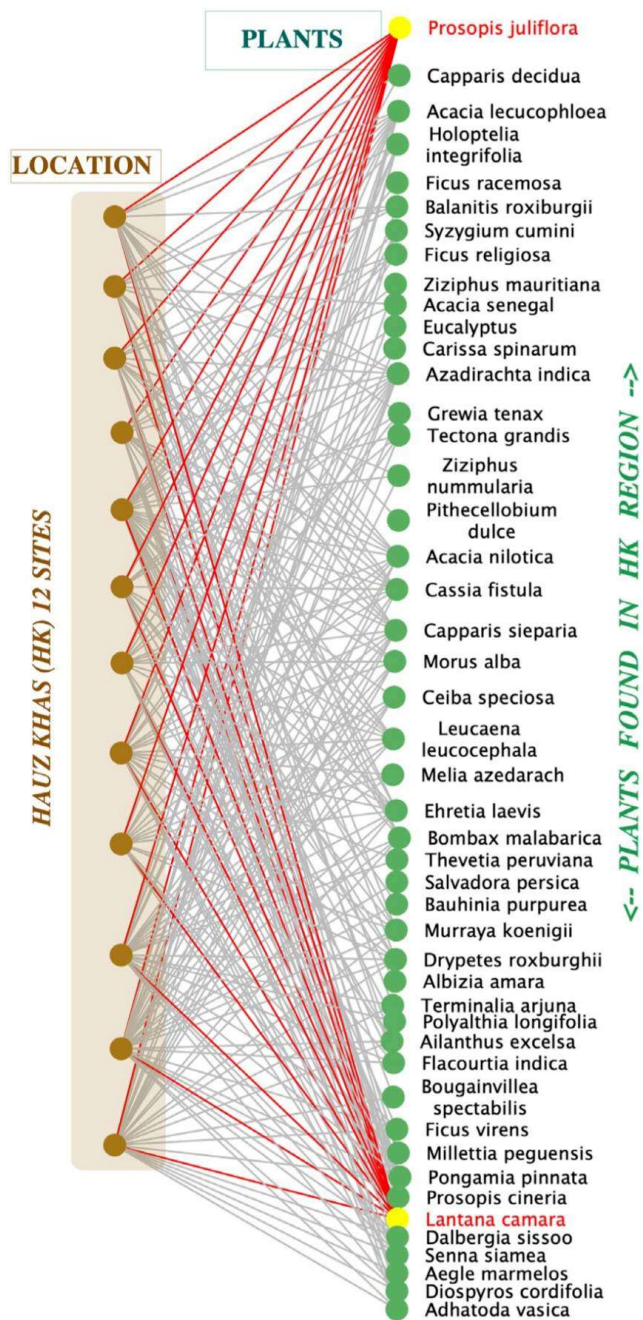 PLANTS
LOCATION
HAUZ KHAS (HK) 12 SITES
Prosopis juliflora
Capparis decidua
Acacia lecucophloea
Holoptelia
integrifolia
Ficus racemosa
Balanitis roxiburgii
Syzygium cumini
Ficus religiosa
Ziziphus mauritiana
Acacia senegal
Eucalyptus
Carissa spinarum
Azadirachta indica
Grewia tenax
Tectona grandis
Ziziphus
nummularia
Pithecellobium
dulce
Acacia nilotica
Cassia fistula
Capparis sieparia
Morus alba
Ceiba speciosa
Leucaena
leucocephala
Melia azedarach
Ehretia laevis
Bombax malabarica
Thevetia peruviana
Salvadora persica
Bauhinia purpurea
Murraya koenigii
Drypetes roxburghii
Albizia amara
Terminalia arjuna
Polyalthia longifolia
Ailanthus excelsa
Flacourtia indica
Bougainvillea
spectabilis
Ficus virens
Millettia peguensis
Pongamia pinnata
Prosopis cineria
Lantana camara
Dalbergia sissoo
Senna siamea
Aegle marmelos
Diospyros cordifolia
Adhatoda vasica
<-- PLANTS FOUND IN HK REGION -->